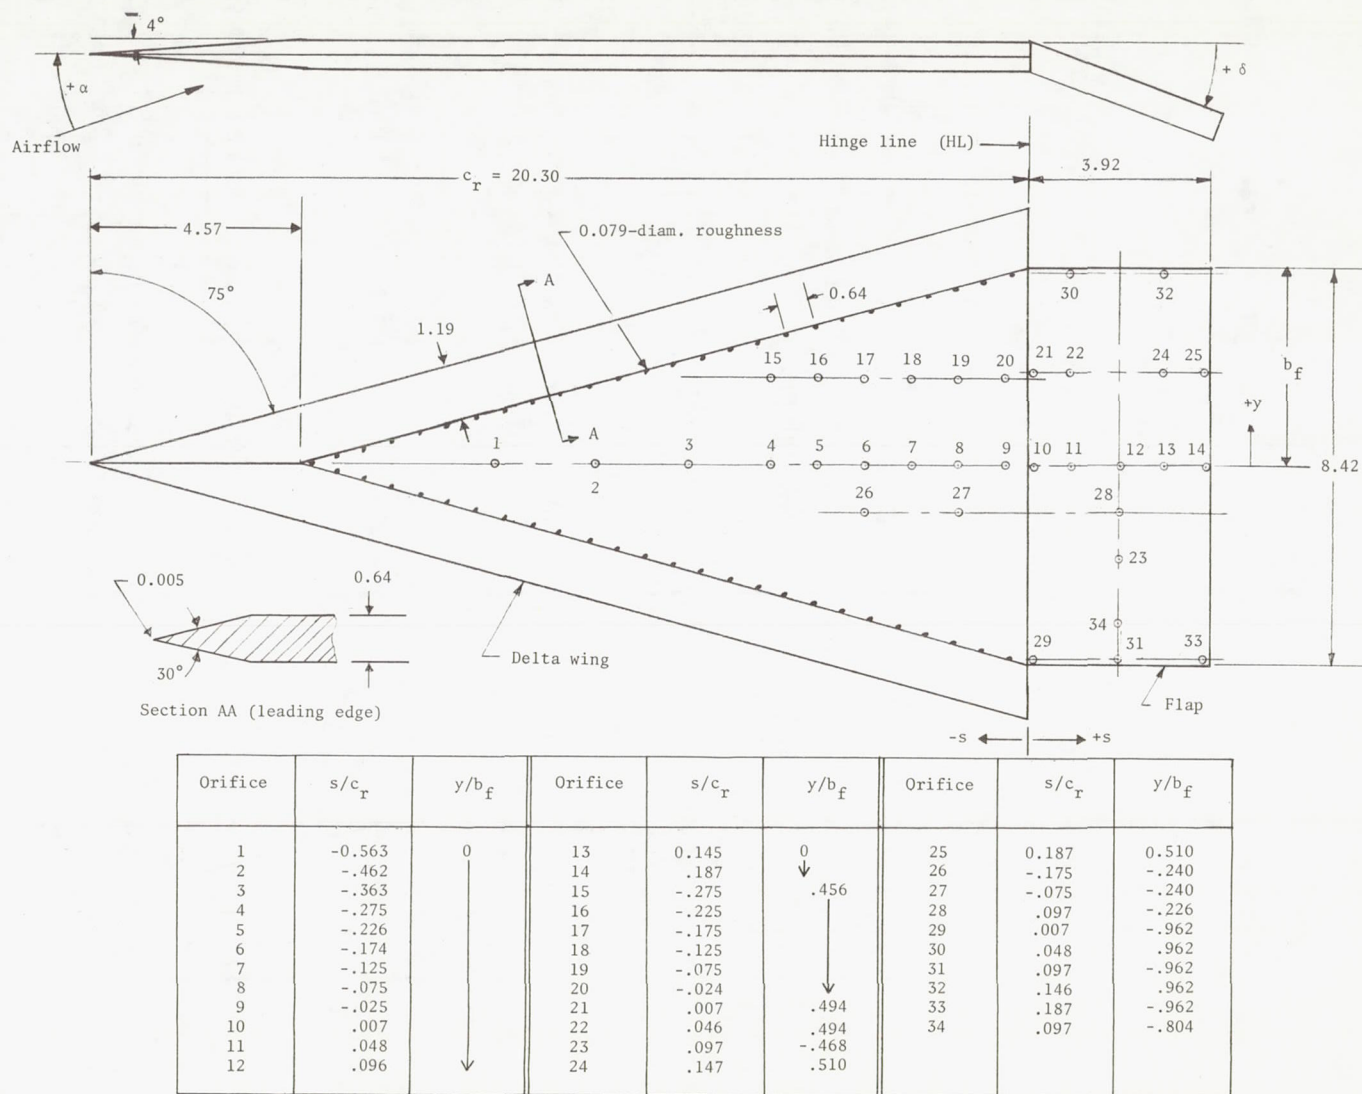 4°
+ α
+ δ
Airflow
Hinge line (HL)
c_r = 20.30
3.92
4.57
0.079-diam. roughness
75°
A
0.64
1.19
A
30 32
15 16 17 18 19 20 21 22 24 25
b_f
+y
1 3 4 5 6 7 8 9 10 11 12 13 14
8.42
2
26 27 28
23
0.005
0.64
34
29 31 33
30°
Delta wing
Flap
Section AA (leading edge)
-s +s
Orifice s/c_r y/b_f Orifice s/c_r y/b_f Orifice s/c_r y/b_f
1 -0.563 0 13 0.145 0 25 0.187 0.510
2 -.462 14 .187 26 -.175 -.240
3 -.363 15 -.275 .456 27 -.075 -.240
4 -.275 16 -.225 28 .097 -.226
5 -.226 17 -.175 29 .007 -.962
6 -.174 18 -.125 30 .048 .962
7 -.125 19 -.075 31 .097 -.962
8 -.075 20 -.024 32 .146 .962
9 -.025 21 .007 .494 33 .187 -.962
10 .007 22 .046 .494 34 .097 -.804
11 .048 23 .097 -.468
12 .096 24 .147 .510